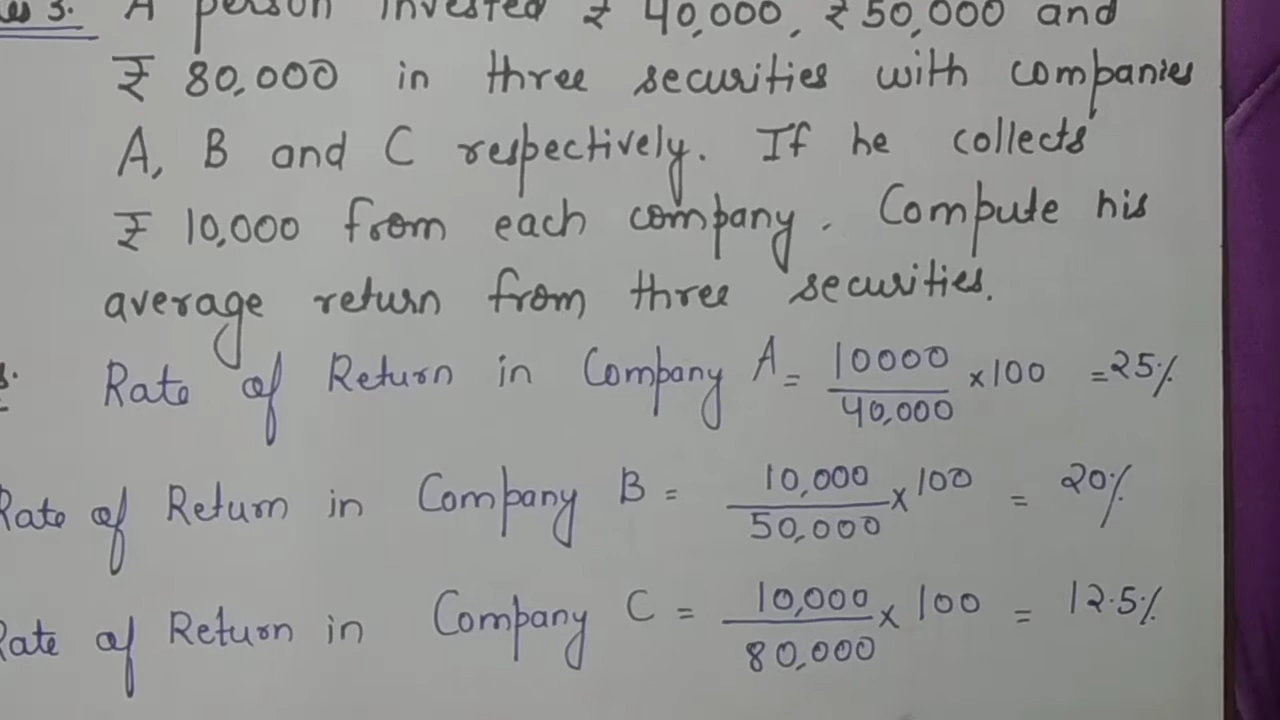 3. A person invested ₹ 40,000, ₹ 50,000 and
₹ 80,000 in three securities with companies
A, B and C respectively. If he collects
₹ 10,000 from each company. Compute his
average return from three securities.
Rate of Return in Company A = 10000/40,000 x 100 = 25%
Rate of Return in Company B = 10,000/50,000 x 100 = 20%
Rate of Return in Company C = 10,000/80,000 x 100 = 12.5%